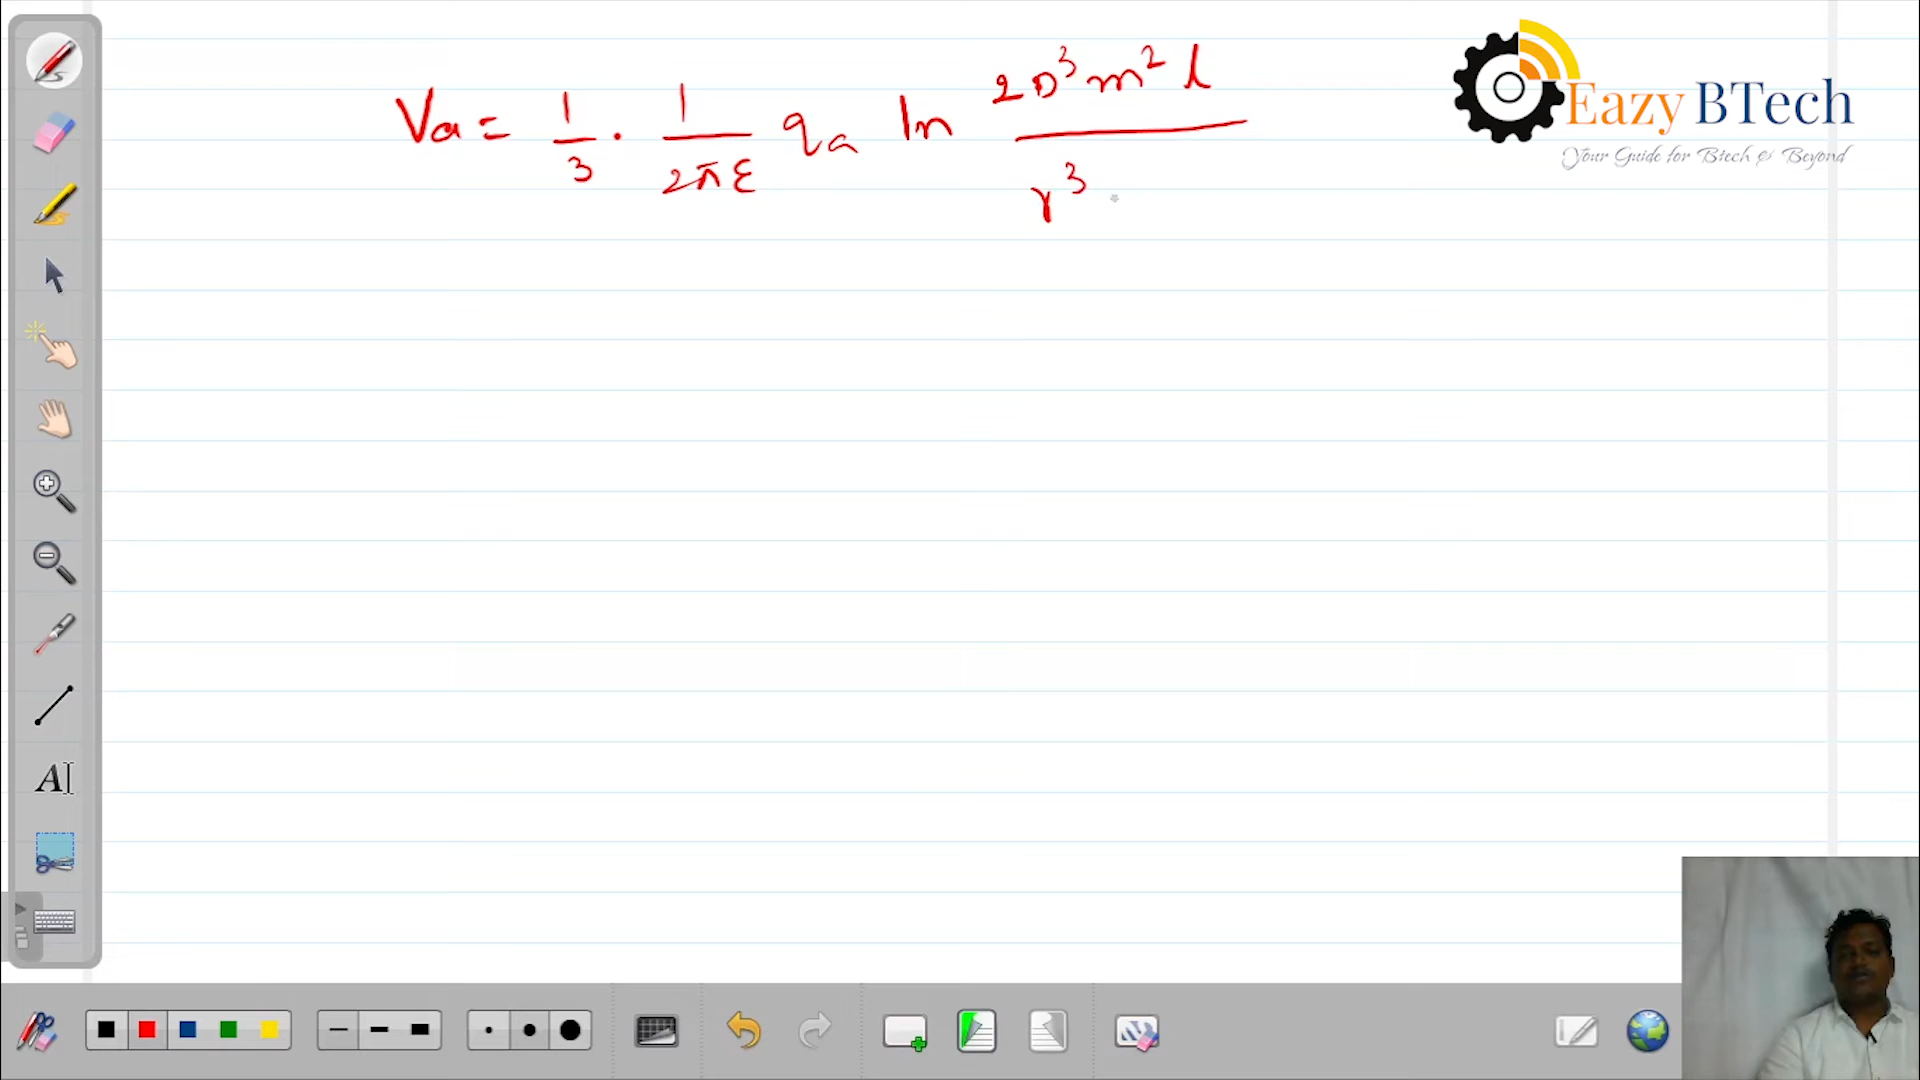 Va = 1/3 . 1/2πε qa ln 2D³m²l / r³
Eazy BTech
Your Guide for Btech & Beyond
A